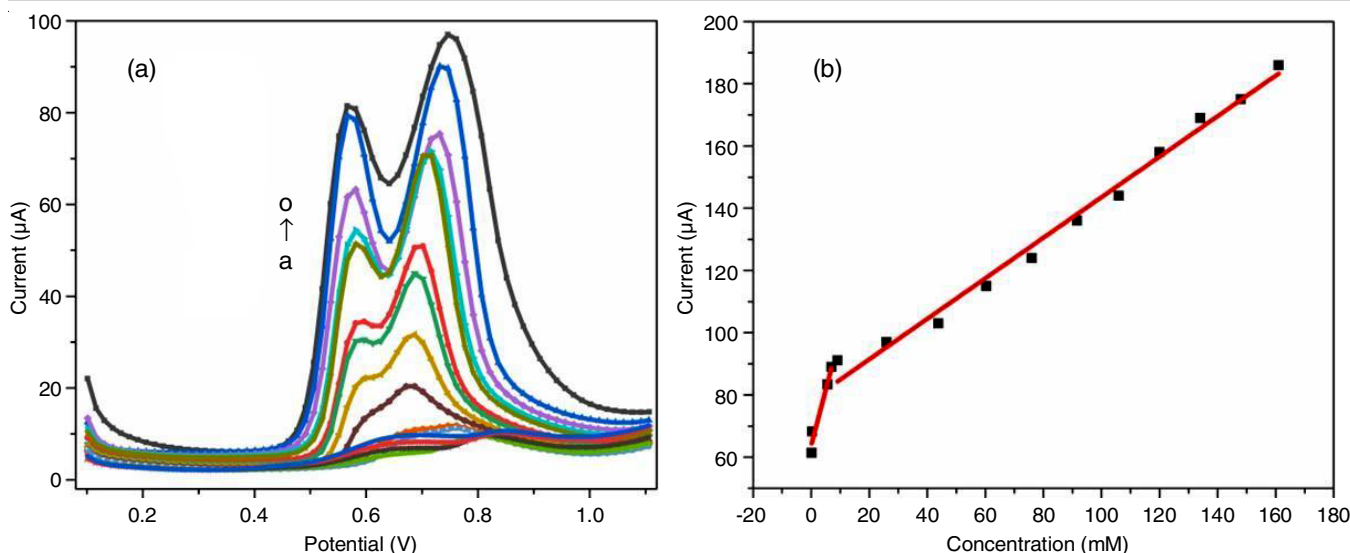 (a)
100
80
60
40
20
0
Current (µA)
o
↑
a
0.2 0.4 0.6 0.8 1.0
Potential (V)
(b)
200
180
160
140
120
100
80
60
Current (µA)
-20 0 20 40 60 80 100 120 140 160 180
Concentration (mM)